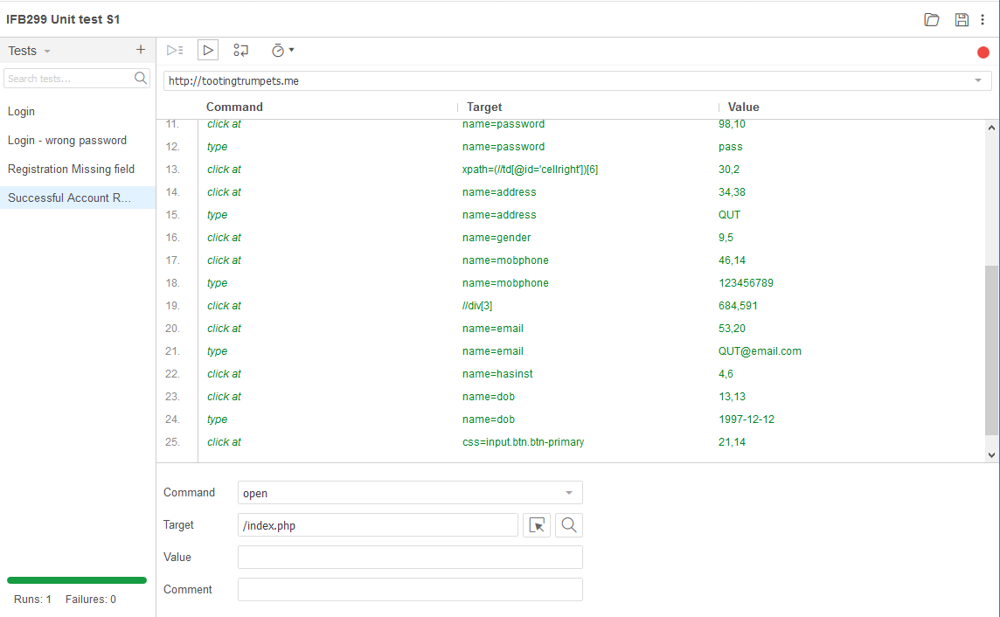 IFB299 Unit test S1
Tests
Search tests...
Login
Login - wrong password
Registration Missing field
Successful Account R...
Runs: 1 Failures: 0
http://tootingtrumpets.me
Command Target Value
11. click at name=password 98,10
12. type name=password pass
13. click at xpath=(//td[@id='cellright'])[6] 30,2
14. click at name=address 34,38
15. type name=address QUT
16. click at name=gender 9,5
17. click at name=mobphone 46,14
18. type name=mobphone 123456789
19. click at //div[3] 684,591
20. click at name=email 53,20
21. type name=email QUT@email.com
22. click at name=hasinst 4,6
23. click at name=dob 13,13
24. type name=dob 1997-12-12
25. click at css=input.btn.btn-primary 21,14
Command open
Target /index.php
Value
Comment